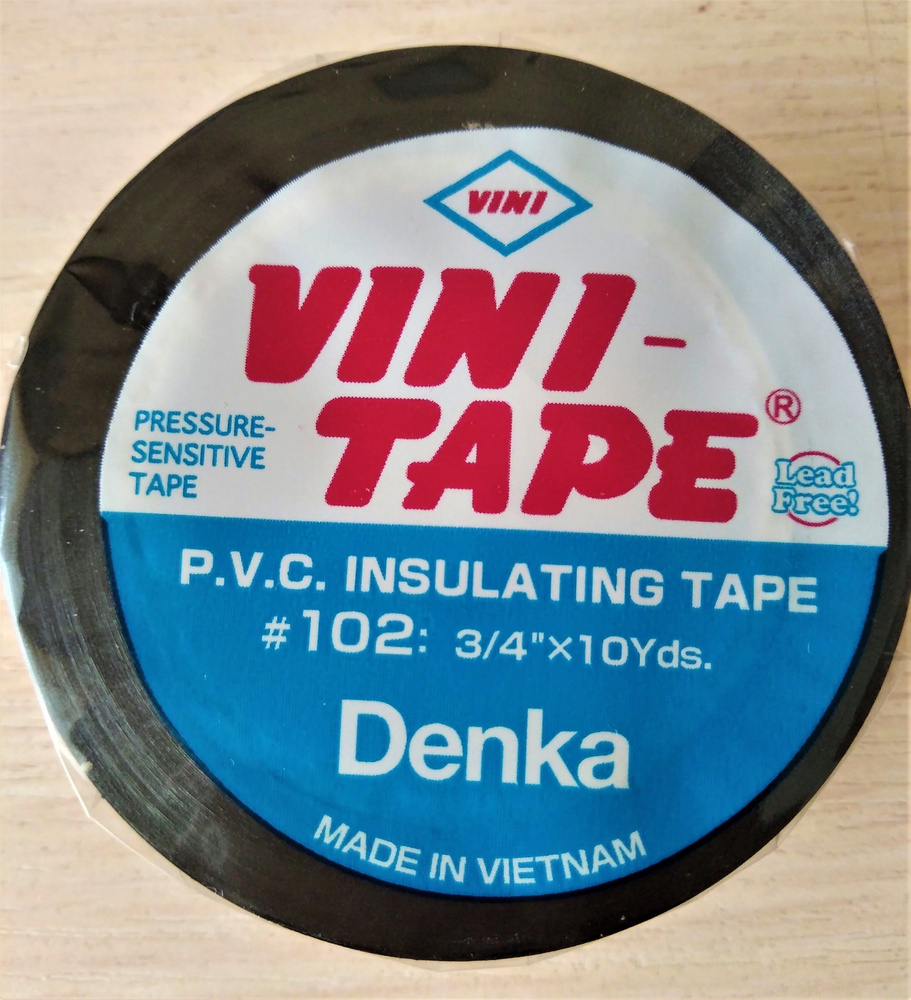 VINI
VINI-
TAPE®
PRESSURE-
SENSITIVE
TAPE
Lead
Free!
P.V.C. INSULATING TAPE
#102: 3/4"×10Yds.
Denka
MADE IN VIETNAM